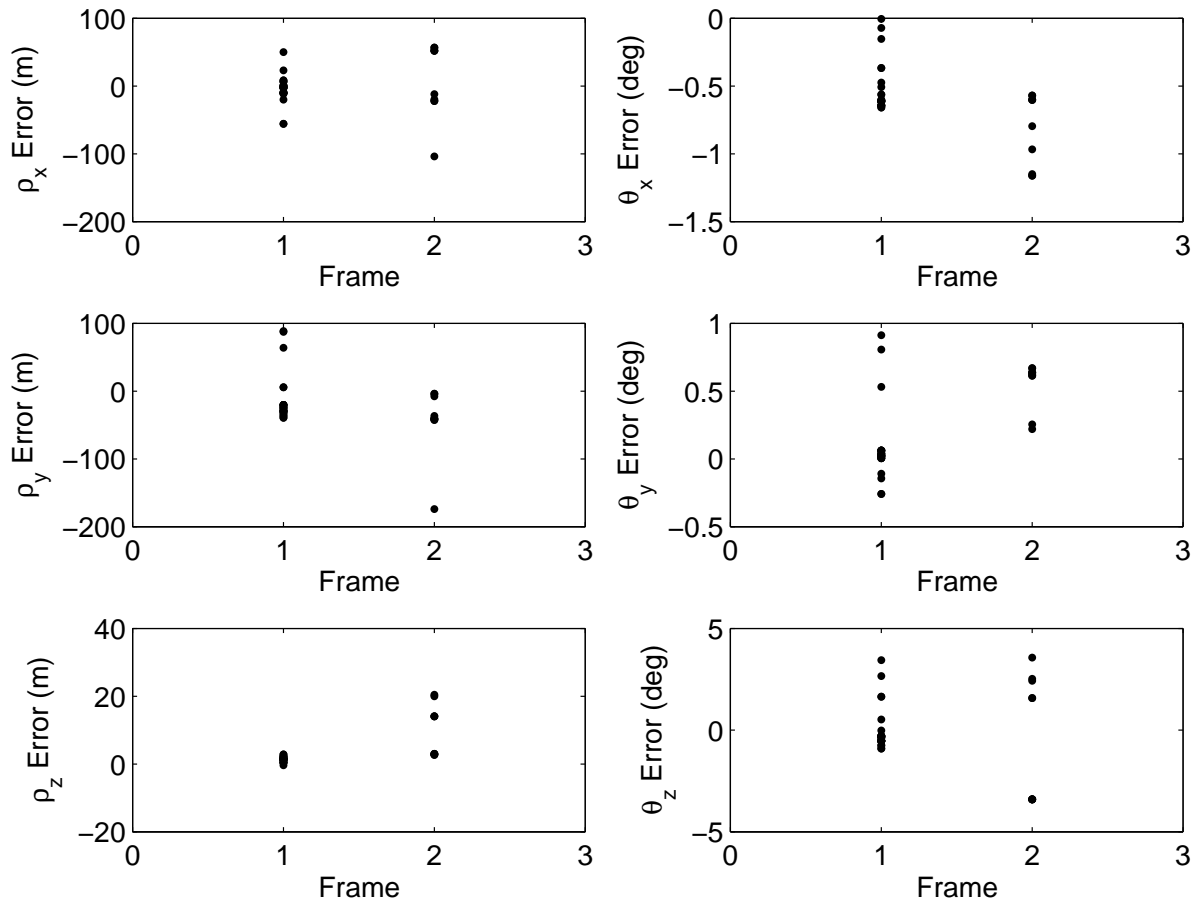 100
0
−100
−200
ρx Error (m)
0 1 2 3
Frame
0
−0.5
−1
−1.5
θx Error (deg)
0 1 2 3
Frame
100
0
−100
−200
ρy Error (m)
0 1 2 3
Frame
1
0.5
0
−0.5
θy Error (deg)
0 1 2 3
Frame
40
20
0
−20
ρz Error (m)
0 1 2 3
Frame
5
0
−5
θz Error (deg)
0 1 2 3
Frame